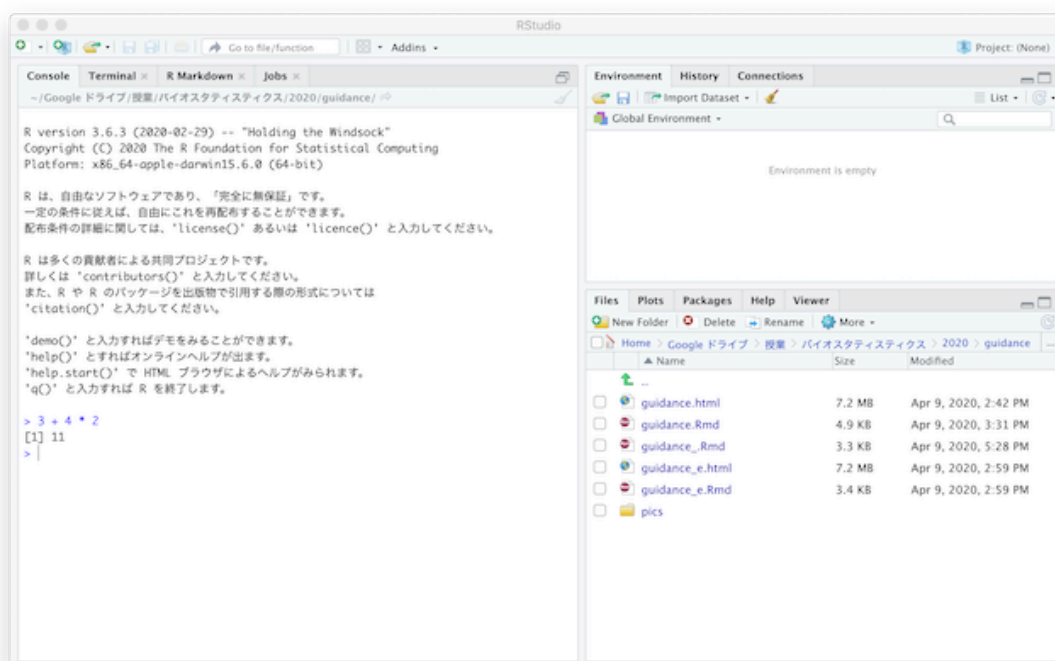 RStudio
Go to file/function Addins Project: (None)
Console Terminal R Markdown Jobs
~/Google ドライブ/授業/バイオスタティスティクス/2020/guidance/
R version 3.6.3 (2020-02-29) -- "Holding the Windsock"
Copyright (C) 2020 The R Foundation for Statistical Computing
Platform: x86_64-apple-darwin15.6.0 (64-bit)
R は、自由なソフトウェアであり、「完全に無保証」です。
一定の条件に従えば、自由にこれを再配布することができます。
配布条件の詳細に関しては、'license()' あるいは 'licence()' と入力してください。
R は多くの貢献者による共同プロジェクトです。
詳しくは 'contributors()' と入力してください。
また、R や R のパッケージを出版物で引用する際の形式については
'citation()' と入力してください。
'demo()' と入力すればデモをみることができます。
'help()' とすればオンラインヘルプが出ます。
'help.start()' で HTML ブラウザによるヘルプがみられます。
'q()' と入力すれば R を終了します。
> 3 + 4 * 2
[1] 11
>
Environment History Connections
Import Dataset List
Global Environment
Environment is empty
Files Plots Packages Help Viewer
New Folder Delete Rename More
Home > Google ドライブ > 授業 > バイオスタティスティクス > 2020 > guidance ...
Name Size Modified
..
guidance.html 7.2 MB Apr 9, 2020, 2:42 PM
guidance.Rmd 4.9 KB Apr 9, 2020, 3:31 PM
guidance_.Rmd 3.3 KB Apr 9, 2020, 5:28 PM
guidance_e.html 7.2 MB Apr 9, 2020, 2:59 PM
guidance_e.Rmd 3.4 KB Apr 9, 2020, 2:59 PM
pics